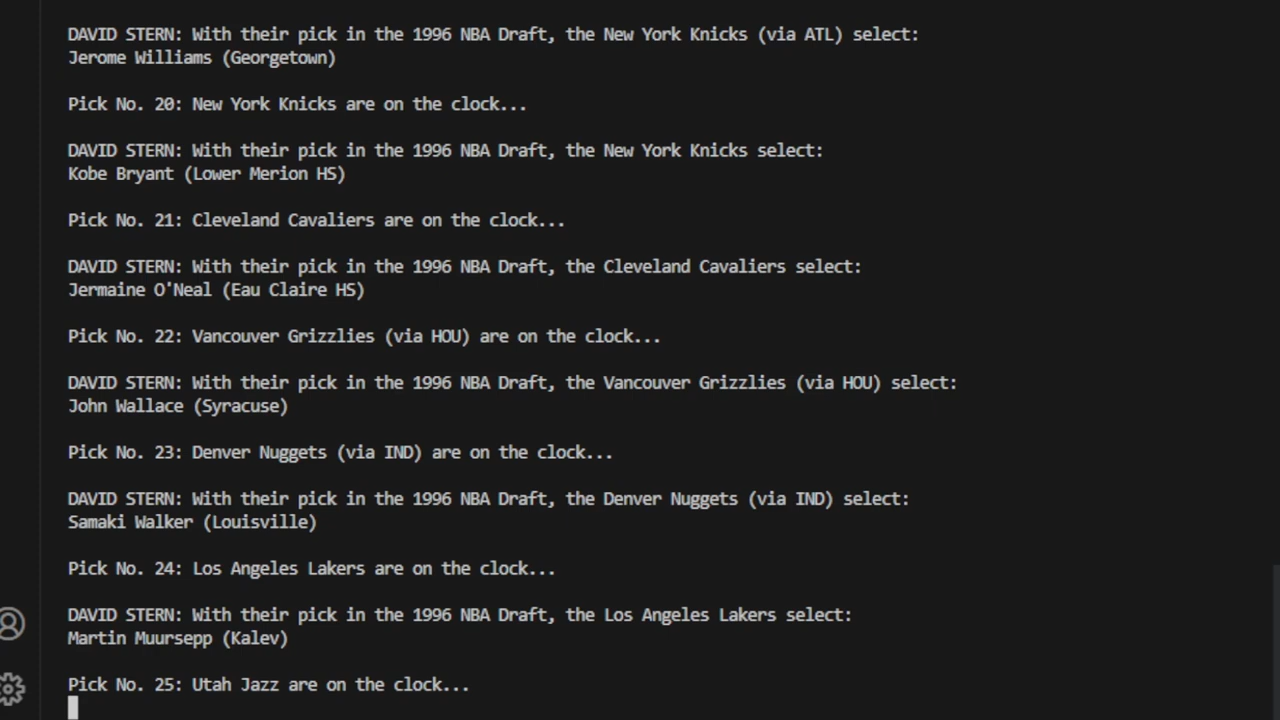 DAVID STERN: With their pick in the 1996 NBA Draft, the New York Knicks (via ATL) select:
Jerome Williams (Georgetown)
Pick No. 20: New York Knicks are on the clock...
DAVID STERN: With their pick in the 1996 NBA Draft, the New York Knicks select:
Kobe Bryant (Lower Merion HS)
Pick No. 21: Cleveland Cavaliers are on the clock...
DAVID STERN: With their pick in the 1996 NBA Draft, the Cleveland Cavaliers select:
Jermaine O'Neal (Eau Claire HS)
Pick No. 22: Vancouver Grizzlies (via HOU) are on the clock...
DAVID STERN: With their pick in the 1996 NBA Draft, the Vancouver Grizzlies (via HOU) select:
John Wallace (Syracuse)
Pick No. 23: Denver Nuggets (via IND) are on the clock...
DAVID STERN: With their pick in the 1996 NBA Draft, the Denver Nuggets (via IND) select:
Samaki Walker (Louisville)
Pick No. 24: Los Angeles Lakers are on the clock...
DAVID STERN: With their pick in the 1996 NBA Draft, the Los Angeles Lakers select:
Martin Muursepp (Kalev)
Pick No. 25: Utah Jazz are on the clock...